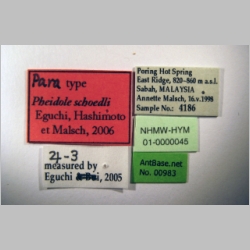 Para type
Pheidole schoedli
Eguchi, Hashimoto
et Malsch, 2006
Poring Hot Spring
East Ridge, 820-860 m a.s.l.
Sabah, MALAYSIA
Annette Malsch, 16.v.1998
Sample No.: 4186
NHMW-HYM
01-0000045
21-3
measured by
Eguchi , 2005
AntBase.net
No. 00983